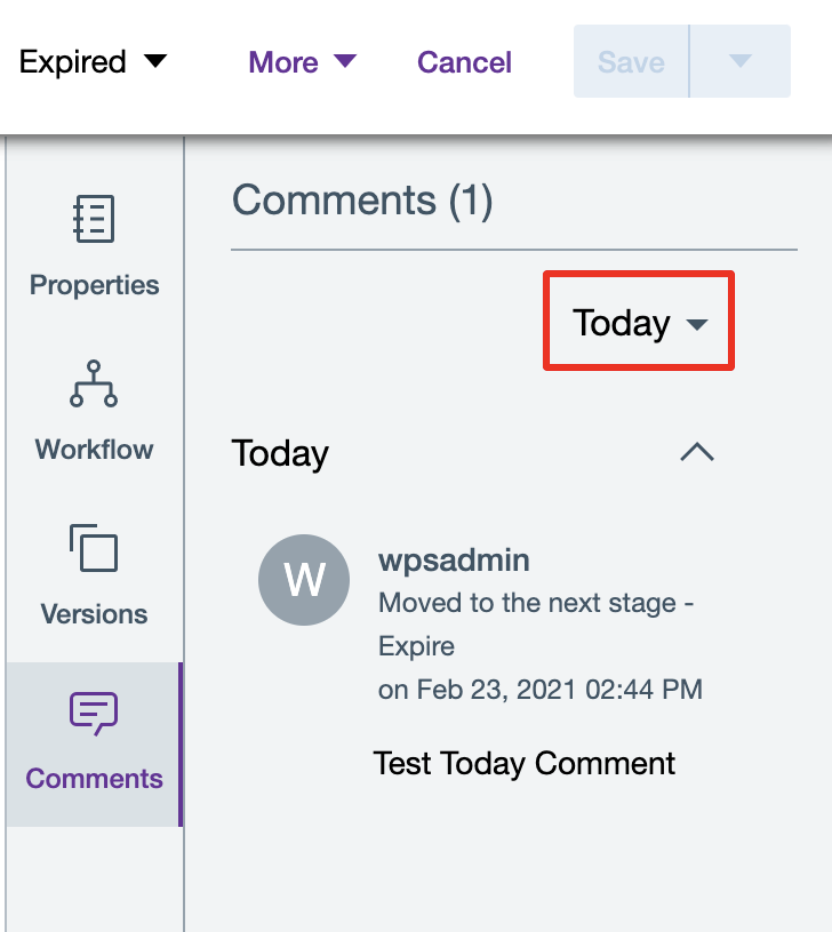 Expired
More
Cancel
Save
Properties
Workflow
Versions
Comments
Comments (1)
Today
Today
W
wpsadmin
Moved to the next stage -
Expire
on Feb 23, 2021 02:44 PM
Test Today Comment